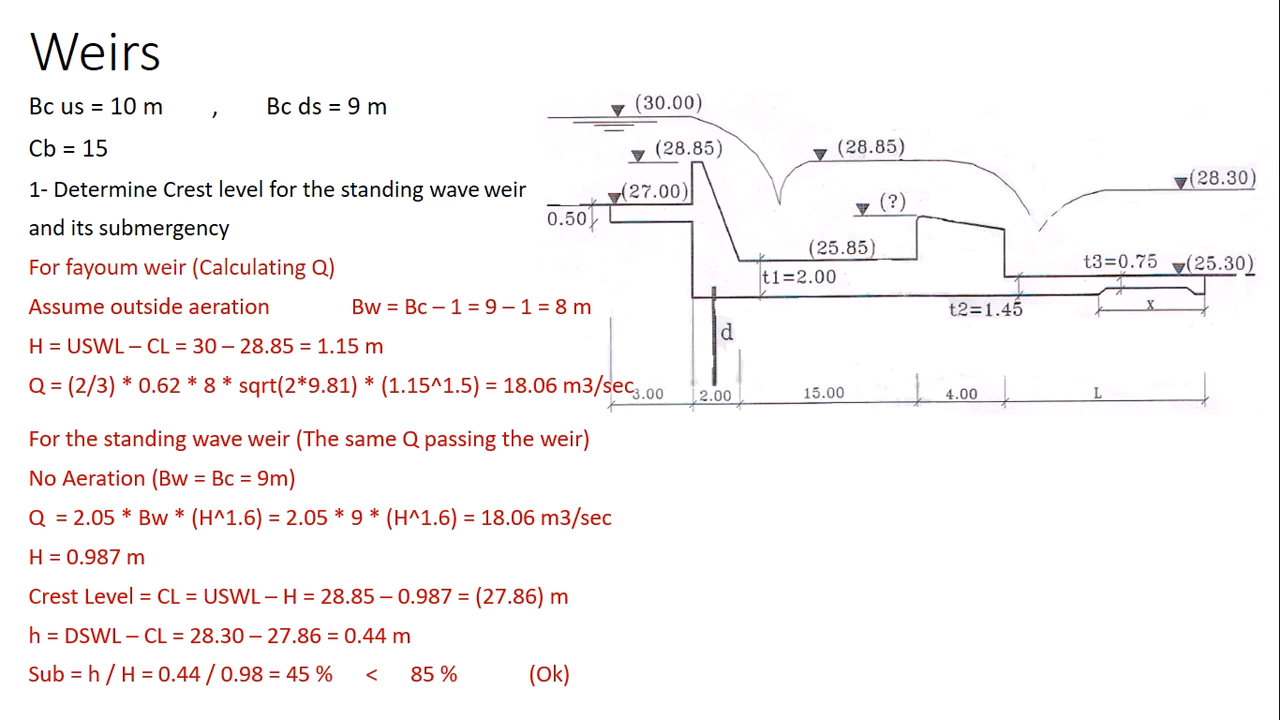 Weirs
Bc us = 10 m , Bc ds = 9 m
Cb = 15
1- Determine Crest level for the standing wave weir
and its submergency
For fayoum weir (Calculating Q)
Assume outside aeration Bw = Bc – 1 = 9 – 1 = 8 m
H = USWL – CL = 30 – 28.85 = 1.15 m
Q = (2/3) * 0.62 * 8 * sqrt(2*9.81) * (1.15^1.5) = 18.06 m3/sec
For the standing wave weir (The same Q passing the weir)
No Aeration (Bw = Bc = 9m)
Q = 2.05 * Bw * (H^1.6) = 2.05 * 9 * (H^1.6) = 18.06 m3/sec
H = 0.987 m
Crest Level = CL = USWL – H = 28.85 – 0.987 = (27.86) m
h = DSWL – CL = 28.30 – 27.86 = 0.44 m
Sub = h / H = 0.44 / 0.98 = 45 % < 85 % (Ok)
(30.00)
(28.85)
(28.85)
(27.00)
(28.30)
(?)
0.50
(25.85)
t3=0.75
(25.30)
t1=2.00
t2=1.45
x
d
3.00
2.00
15.00
4.00
L